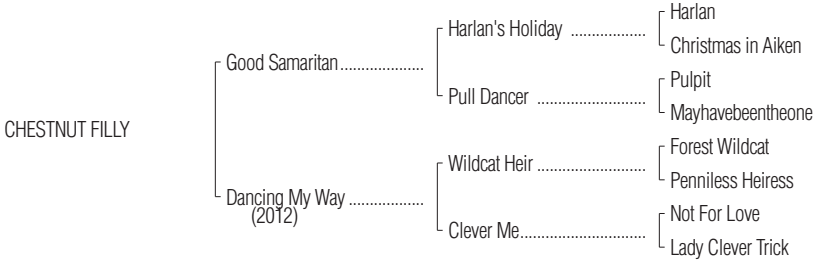 Harlan
Harlan's Holiday ....................
Christmas in Aiken
Good Samaritan ....................
Pulpit
Pull Dancer ............................
Mayhavebeentheone
CHESTNUT FILLY
Forest Wildcat
Wildcat Heir ............................
Penniless Heiress
Dancing My Way ..................
(2012)
Not For Love
Clever Me ................................
Lady Clever Trick